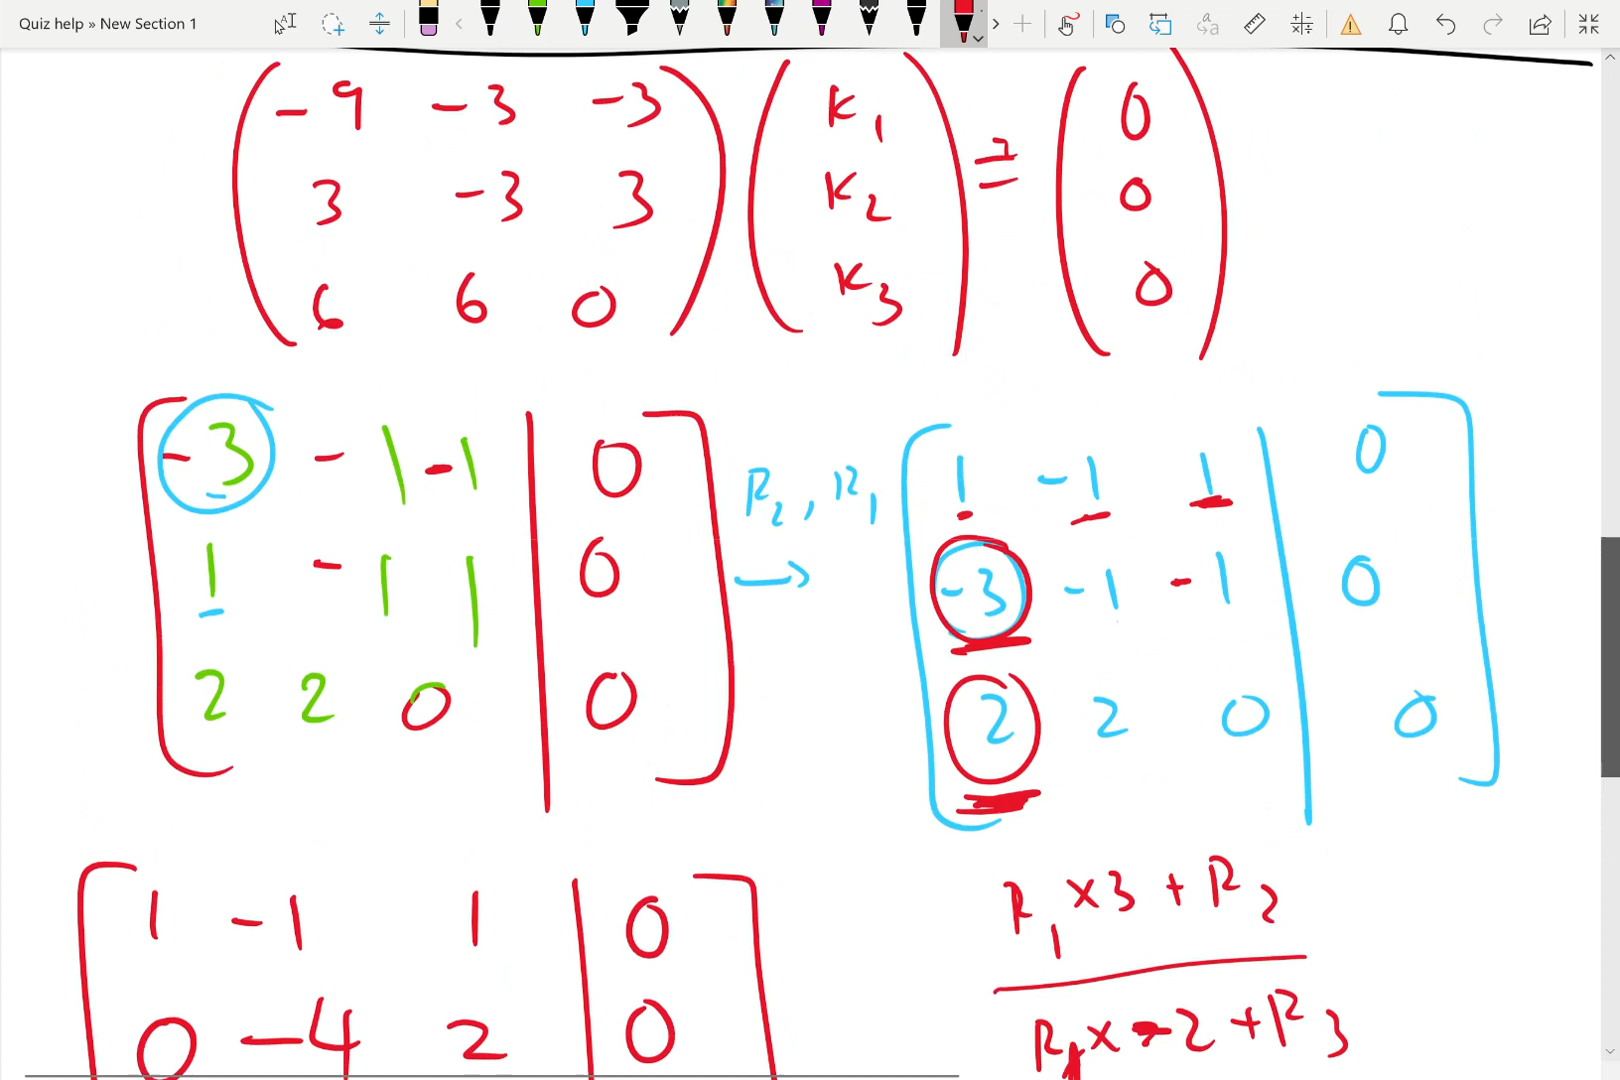 Quiz help » New Section 1
-9 -3 -3 K1 = 0
3 -3 3 K2 0
6 6 0 K3 0
-3 -1 -1 | 0 R2, R1 1 -1 1 | 0
1 -1 1 | 0 → -3 -1 -1 | 0
2 2 0 | 0 2 2 0 | 0
1 -1 1 | 0 R1 x3 + R2
0 -4 2 | 0 R1 x -2 + R3